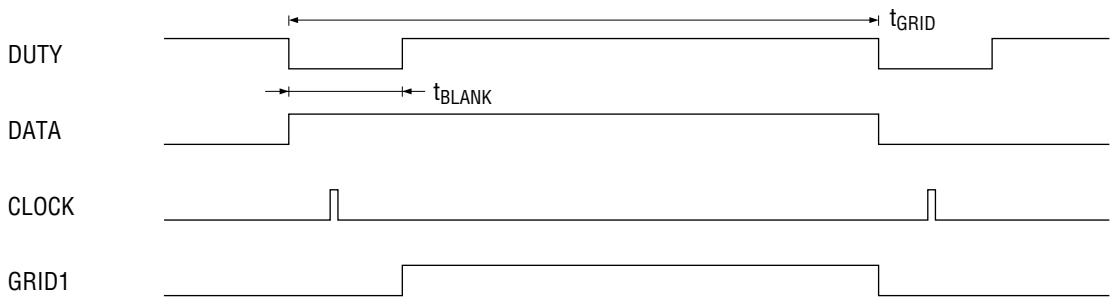 tGRID
DUTY
tBLANK
DATA
CLOCK
GRID1